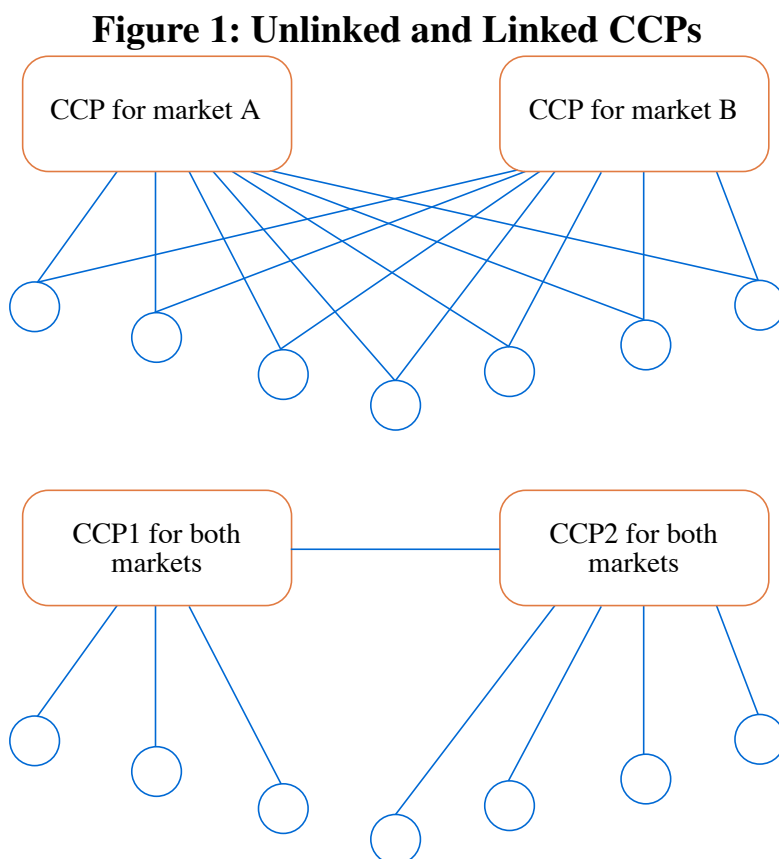 Figure 1: Unlinked and Linked CCPs
CCP for market A
CCP for market B
CCP1 for both
markets
CCP2 for both
markets